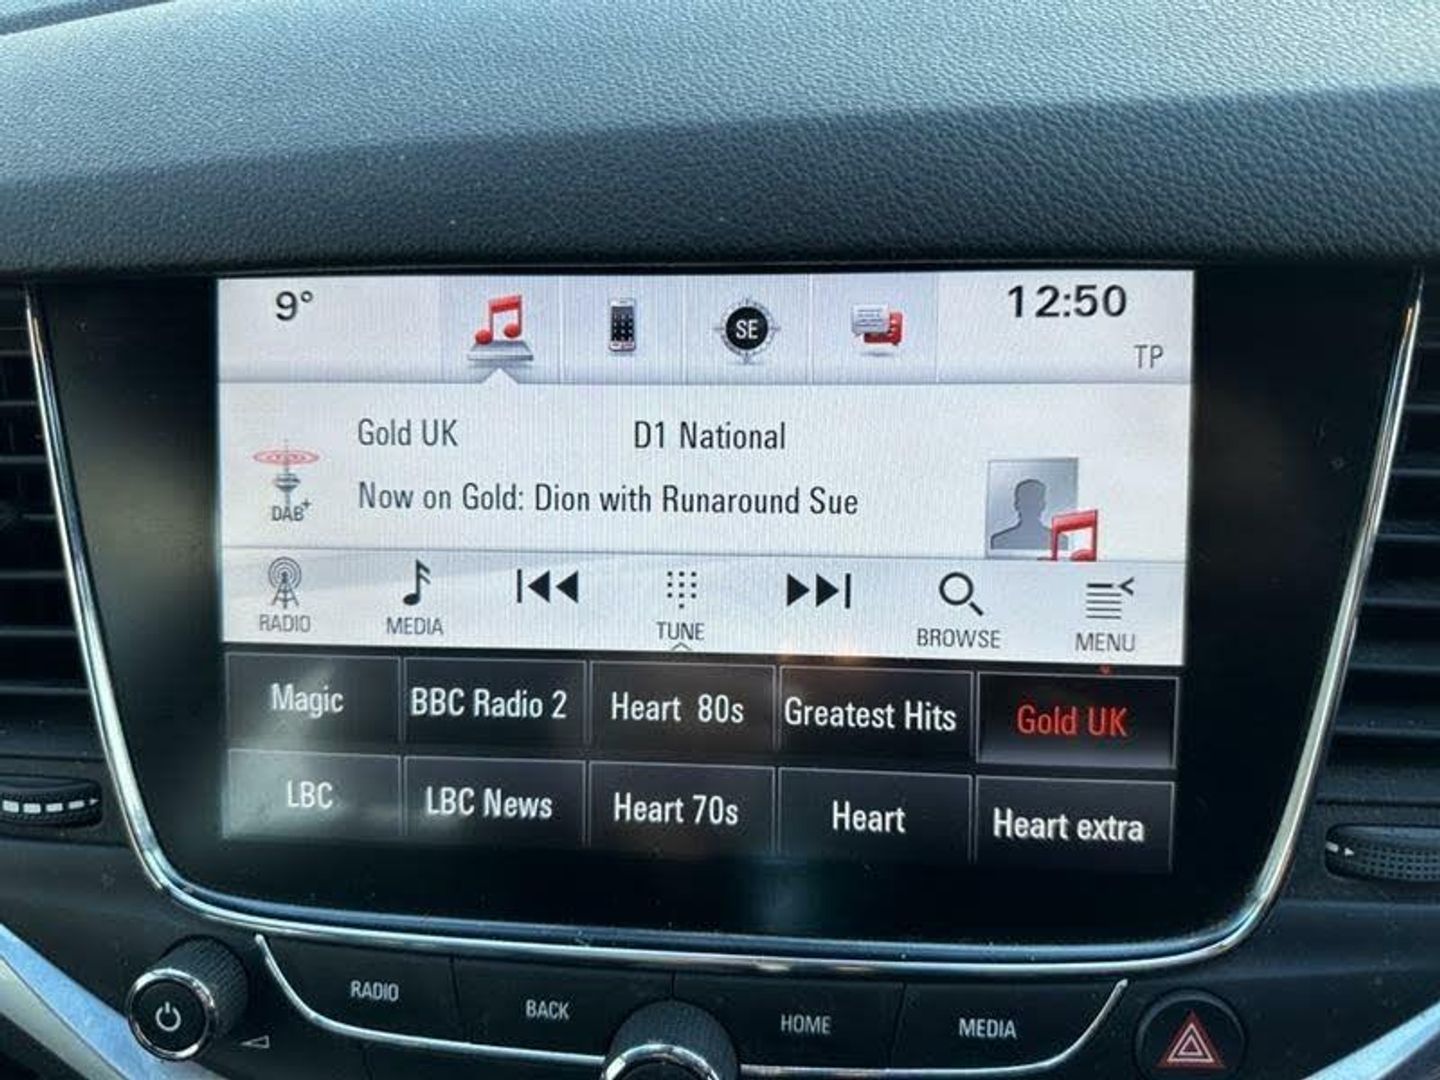 9°
SE
12:50
TP
Gold UK
D1 National
DAB+
Now on Gold: Dion with Runaround Sue
RADIO
MEDIA
TUNE
BROWSE
MENU
Magic
BBC Radio 2
Heart 80s
Greatest Hits
Gold UK
LBC
LBC News
Heart 70s
Heart
Heart extra
RADIO
BACK
HOME
MEDIA